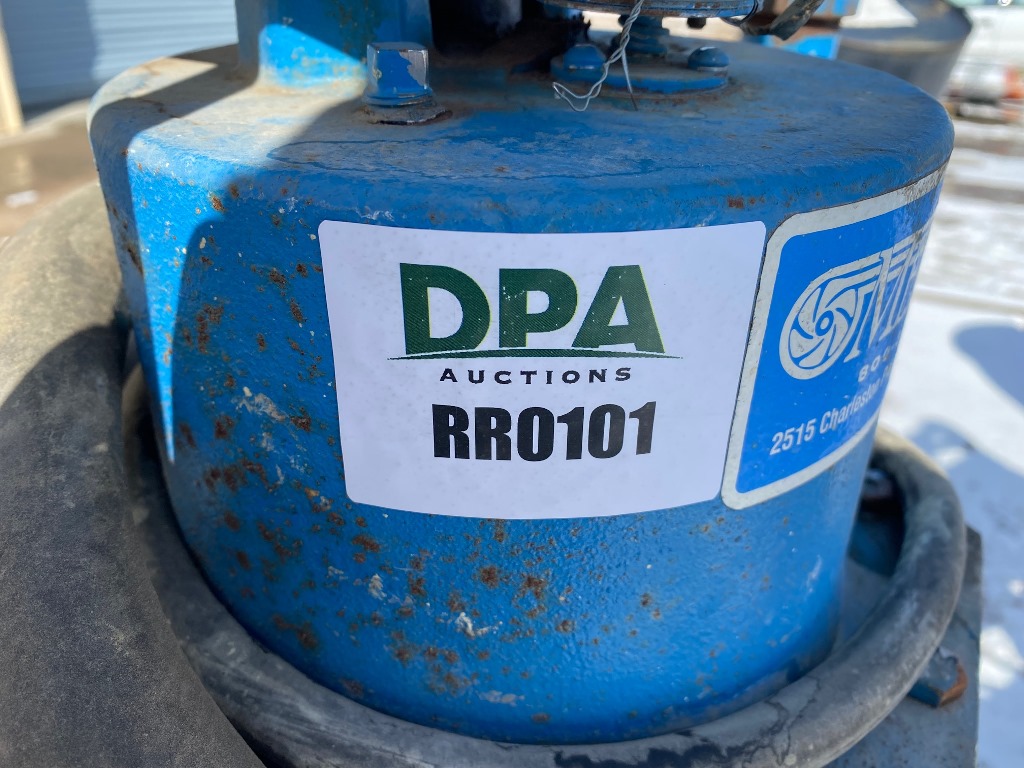 DPA
AUCTIONS
RR0101
2515 Charleston